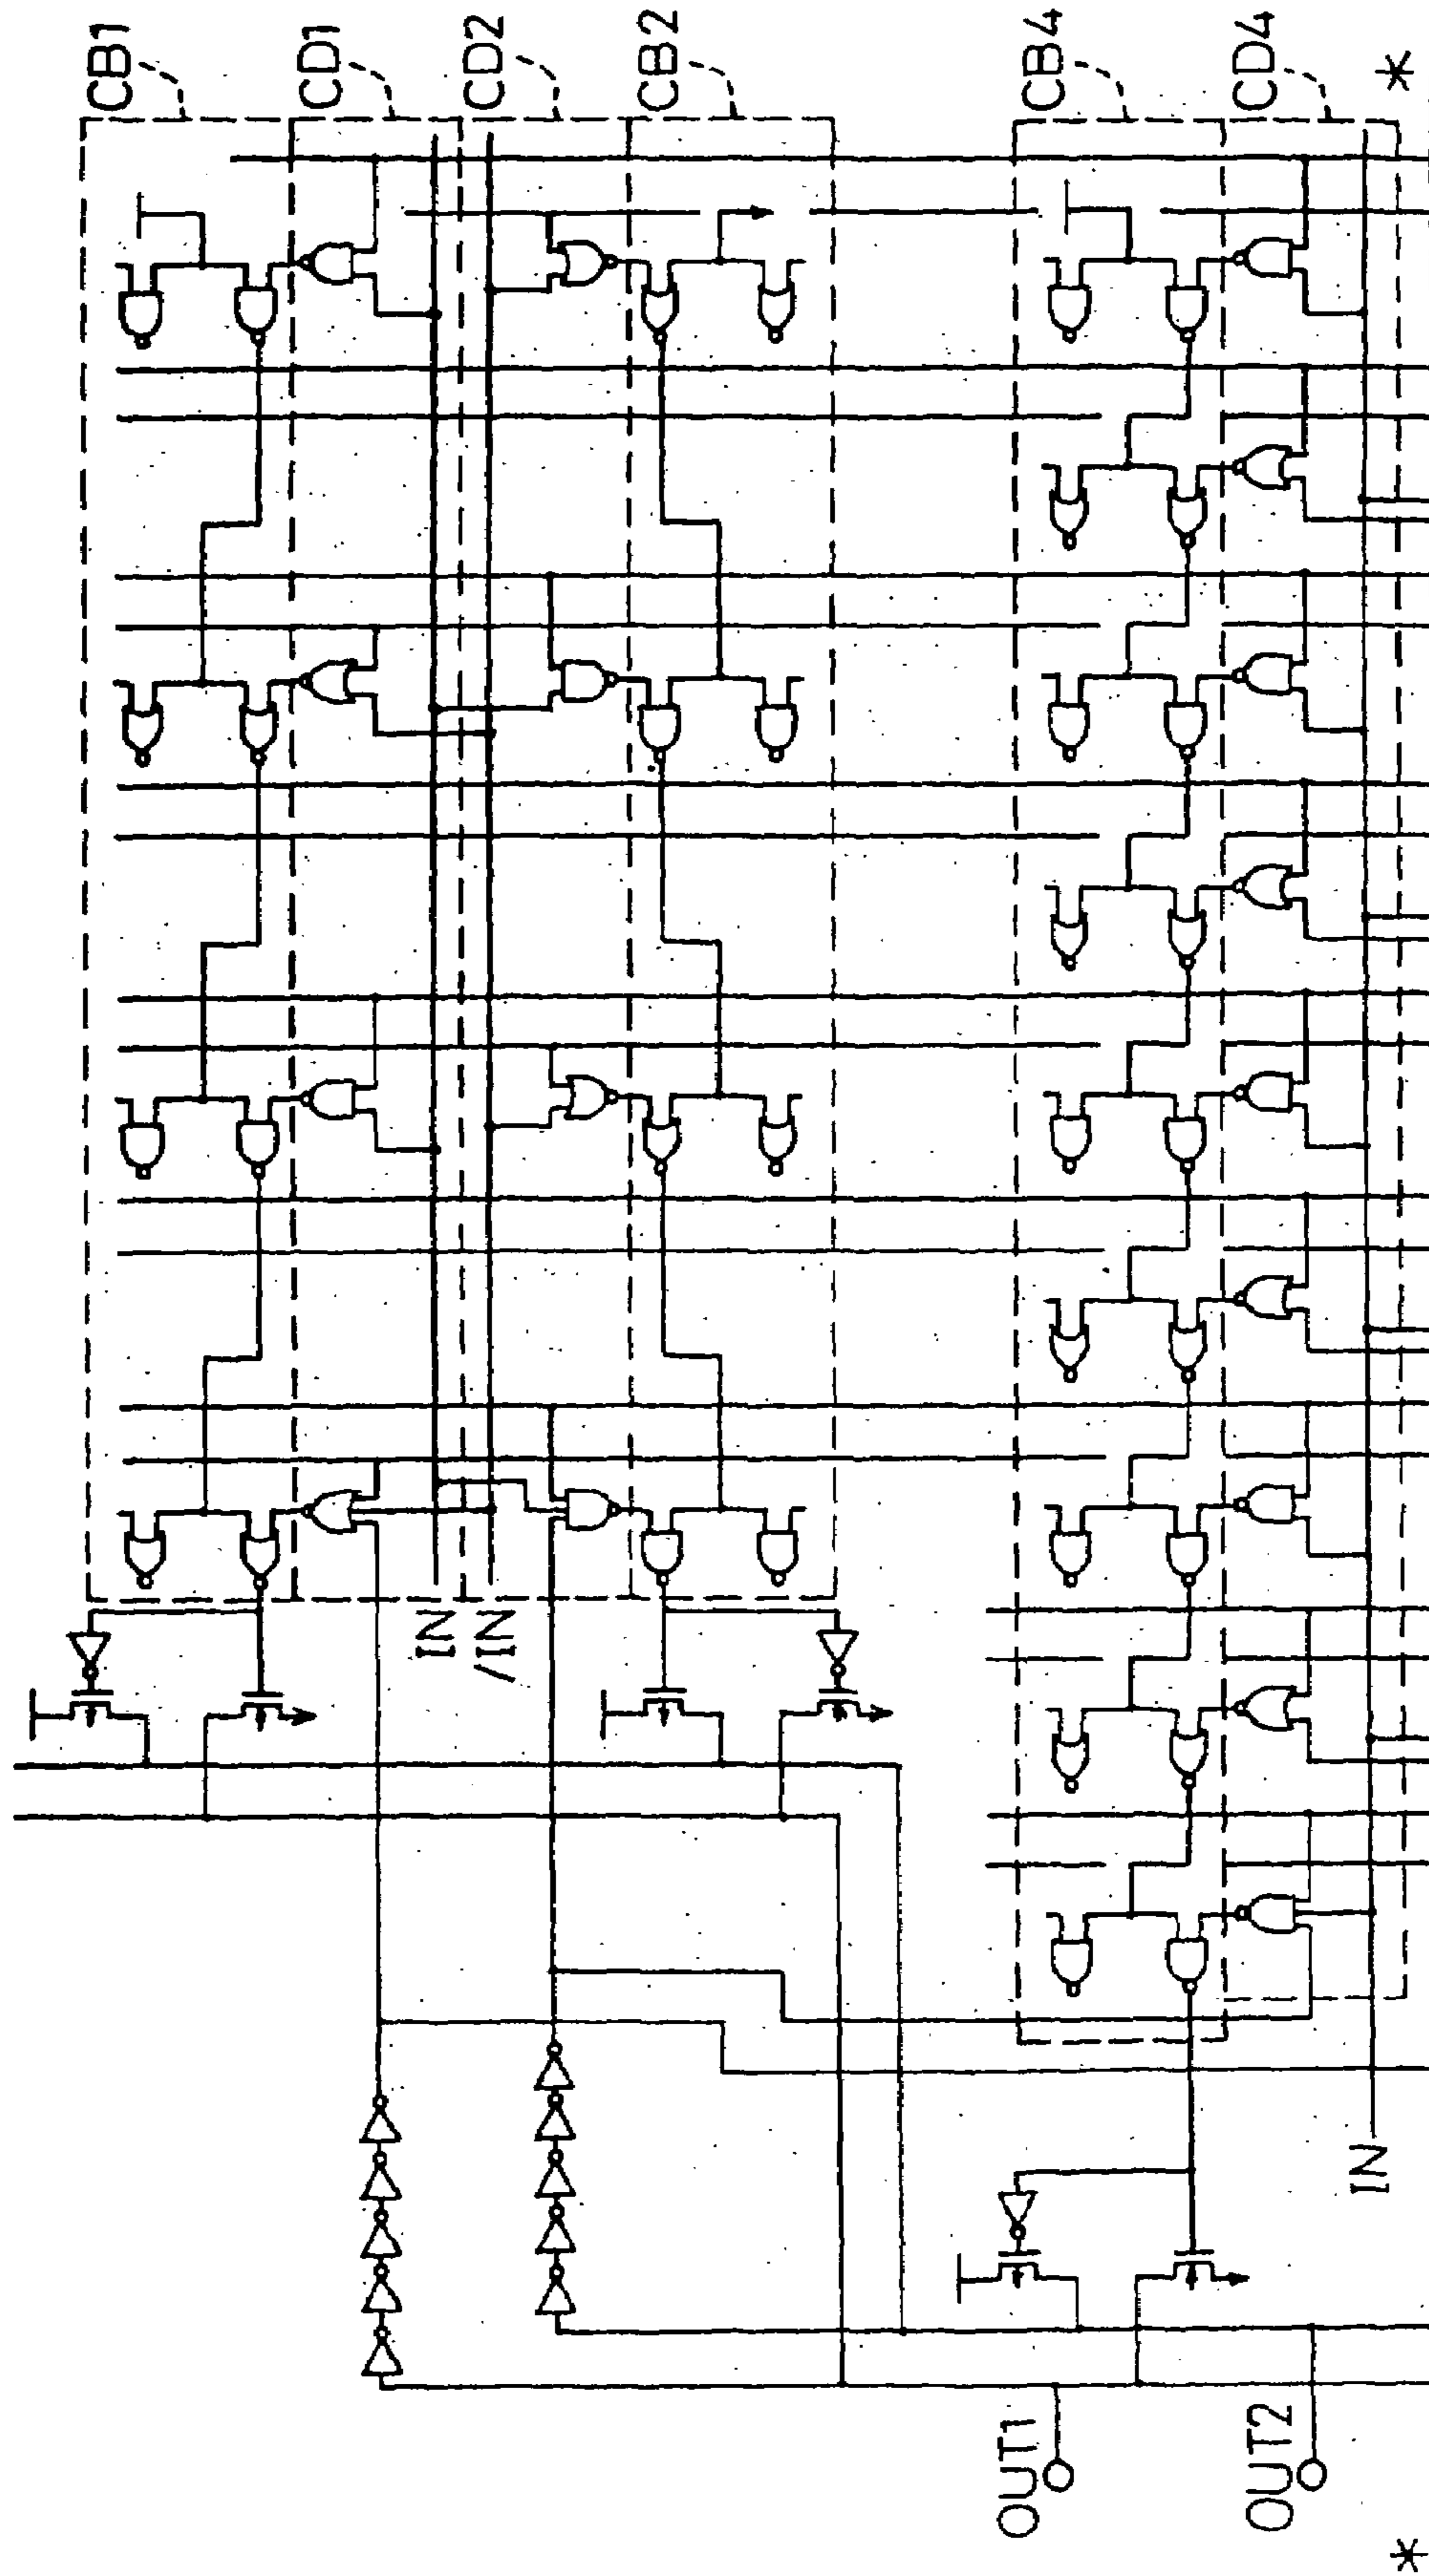 CB1
CD1
CD2
CB2
CB4
CD4
*
IN
/IN
IN
OUT1
OUT2
*